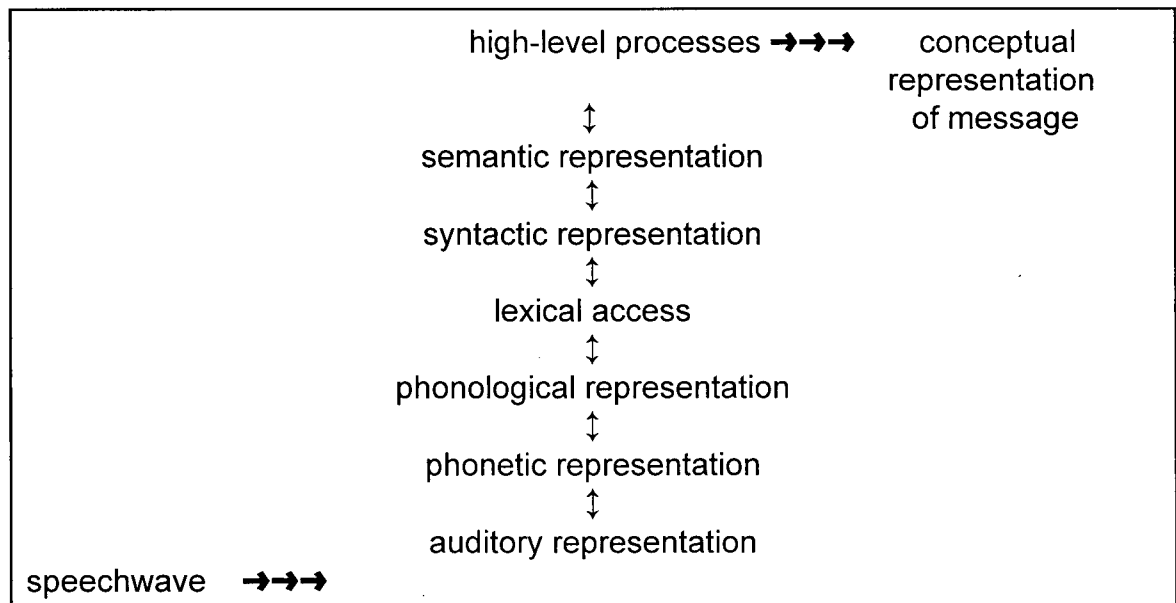 high-level processes →→→ conceptual
representation
of message
↕
semantic representation
↕
syntactic representation
↕
lexical access
↕
phonological representation
↕
phonetic representation
↕
auditory representation
speechwave →→→